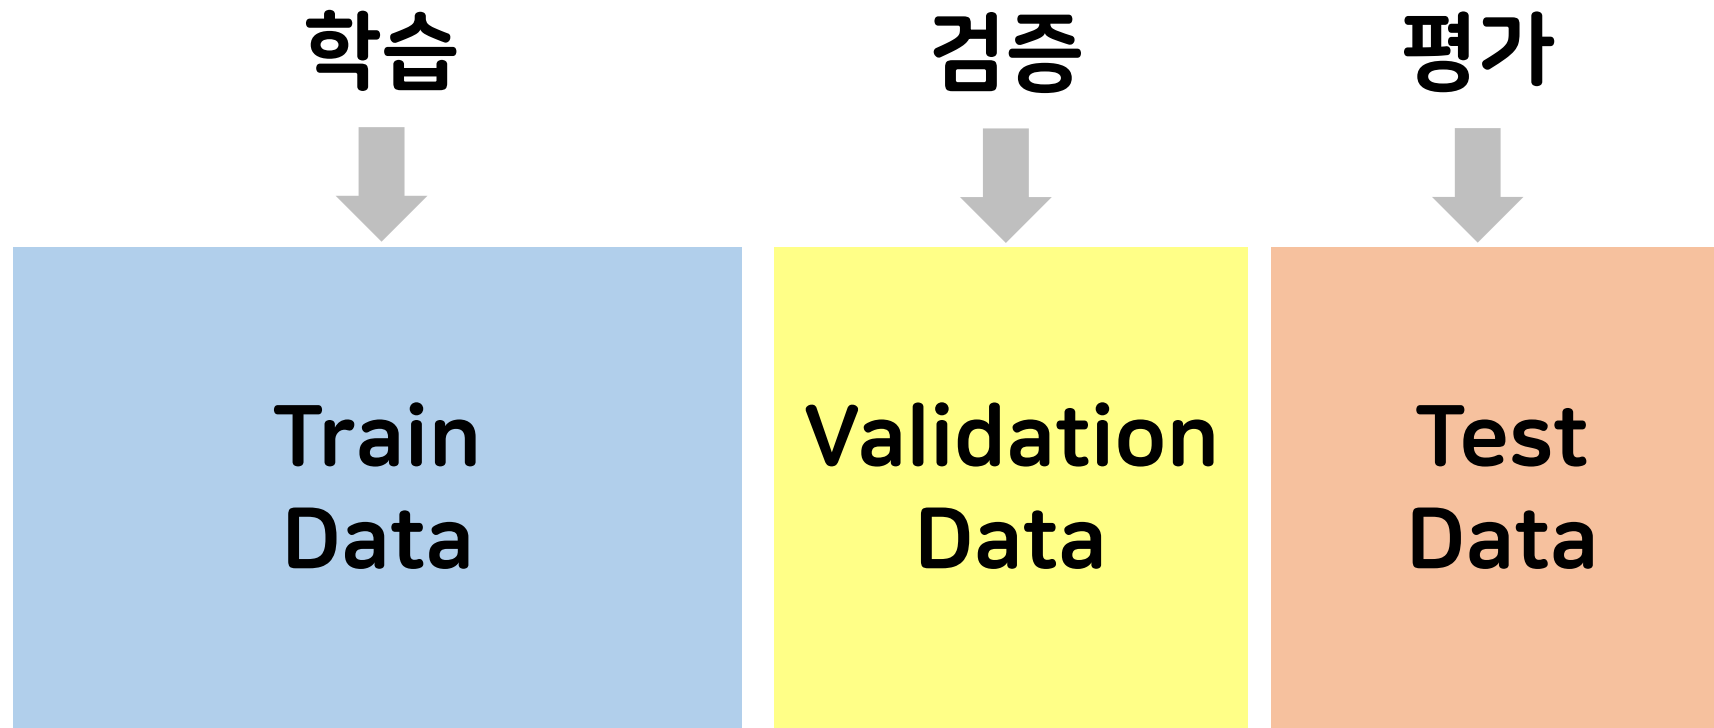 학습
검증
평가
Train
Data
Validation
Data
Test
Data